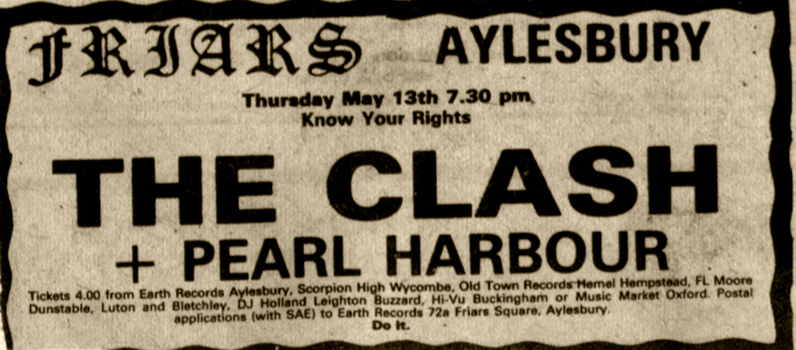 FRIARS AYLESBURY
Thursday May 13th 7.30 pm.
Know Your Rights
THE CLASH
+ PEARL HARBOUR
Tickets 4.00 from Earth Records Aylesbury, Scorpion High Wycombe, Old Town Records Hemel Hempstead, FL Moore
Dunstable, Luton and Bletchley, DJ Holland Leighton Buzzard, Hi-Vu Buckingham or Music Market Oxford. Postal
applications (with SAE) to Earth Records 72a Friars Square, Aylesbury.
Do It.